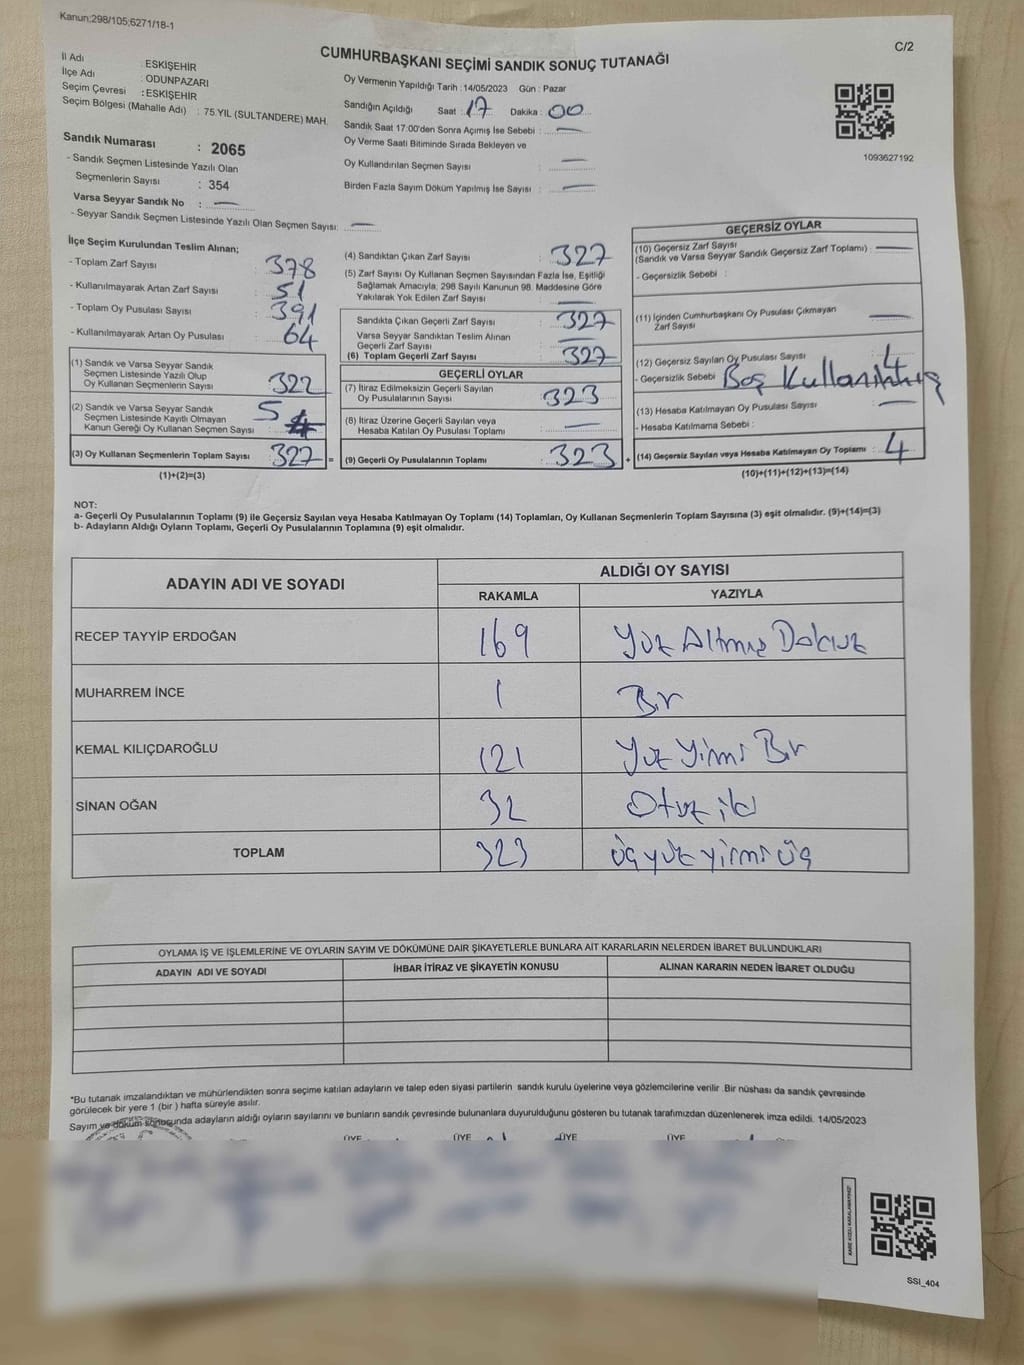 Kanun;298/105;6271/18-1
C/2
CUMHURBAŞKANI SEÇİMİ SANDIK SONUÇ TUTANAĞI
İl Adı : ESKİŞEHİR
İlçe Adı : ODUNPAZARI
Seçim Çevresi : ESKİŞEHİR
Seçim Bölgesi (Mahalle Adı) : 75.YIL (SULTANDERE) MAH.
Sandık Numarası : 2065
- Sandık Seçmen Listesinde Yazılı Olan
Seçmenlerin Sayısı : 354
Varsa Seyyar Sandık No : —
- Seyyar Sandık Seçmen Listesinde Yazılı Olan Seçmen Sayısı: —
Oy Vermenin Yapıldığı Tarih : 14/05/2023 Gün : Pazar
Sandığın Açıldığı Saat : 17 Dakika : 00
Sandık Saat 17:00'den Sonra Açımış İse Sebebi : —
Oy Verme Saati Bitiminde Sırada Bekleyen ve
Oy Kullandırılan Seçmen Sayısı —
Birden Fazla Sayım Döküm Yapılmış İse Sayısı : —
1093627192
İlçe Seçim Kurulundan Teslim Alınan;
- Toplam Zarf Sayısı : 378
- Kullanılmayarak Artan Zarf Sayısı : 51
- Toplam Oy Pusulası Sayısı : 391
- Kullanılmayarak Artan Oy Pusulası : 64
(1) Sandık ve Varsa Seyyar Sandık
Seçmen Listesinde Yazılı Olup
Oy Kullanan Seçmenlerin Sayısı : 322
(2) Sandık ve Varsa Seyyar Sandık
Seçmen Listesinde Kayıtlı Olmayan
Kanun Gereği Oy Kullanan Seçmen Sayısı : 5
(3) Oy Kullanan Seçmenlerin Toplam Sayısı : 327 =
(1)+(2)=(3)
(4) Sandıktan Çıkan Zarf Sayısı : 327
(5) Zarf Sayısı Oy Kullanan Seçmen Sayısından Fazla İse, Eşitliği
Sağlamak Amacıyla; 298 Sayılı Kanunun 98. Maddesine Göre
Yakılarak Yok Edilen Zarf Sayısı : —
Sandıkta Çıkan Geçerli Zarf Sayısı : 327
Varsa Seyyar Sandıktan Teslim Alınan
Geçerli Zarf Sayısı : —
(6) Toplam Geçerli Zarf Sayısı : 327
GEÇERLİ OYLAR
(7) İtiraz Edilmeksizin Geçerli Sayılan
Oy Pusulalarının Sayısı : 323
(8) İtiraz Üzerine Geçerli Sayılan veya
Hesaba Katılan Oy Pusulası Toplamı : —
(9) Geçerli Oy Pusulalarının Toplamı : 323 +
GEÇERSİZ OYLAR
(10) Geçersiz Zarf Sayısı
(Sandık ve Varsa Seyyar Sandık Geçersiz Zarf Toplamı) : —
- Geçersizlik Sebebi :
(11) İçinden Cumhurbaşkanı Oy Pusulası Çıkmayan
Zarf Sayısı : —
(12) Geçersiz Sayılan Oy Pusulası Sayısı : 4
- Geçersizlik Sebebi : Boş Kullanılmış
(13) Hesaba Katılmayan Oy Pusulası Sayısı : —
- Hesaba Katılmama Sebebi :
(14) Geçersiz Sayılan veya Hesaba Katılmayan Oy Toplamı : 4
(10)+(11)+(12)+(13)=(14)
NOT:
a- Geçerli Oy Pusulalarının Toplamı (9) ile Geçersiz Sayılan veya Hesaba Katılmayan Oy Toplamı (14) Toplamları, Oy Kullanan Seçmenlerin Toplam Sayısına (3) eşit olmalıdır. (9)+(14)=(3)
b- Adayların Aldığı Oyların Toplamı, Geçerli Oy Pusulalarının Toplamına (9) eşit olmalıdır.
ADAYIN ADI VE SOYADI
ALDIĞI OY SAYISI
RAKAMLA YAZIYLA
RECEP TAYYİP ERDOĞAN 169 Yüz Altmış Dokuz
MUHARREM İNCE 1 Bir
KEMAL KILIÇDAROĞLU 121 Yüz Yirmi Bir
SİNAN OĞAN 32 Otuz iki
TOPLAM 323 üçyüzyirmi üç
OYLAMA İŞ VE İŞLEMLERİNE VE OYLARIN SAYIM VE DÖKÜMÜNE DAİR ŞİKAYETLERLE BUNLARA AİT KARARLARIN NELERDEN İBARET BULUNDUKLARI
ADAYIN ADI VE SOYADI İHBAR İTİRAZ VE ŞİKAYETİN KONUSU ALINAN KARARIN NEDEN İBARET OLDUĞU
"Bu tutanak imzalandıktan ve mühürlendikten sonra seçime katılan adayların ve talep eden siyasi partilerin sandık kurulu üyelerine veya gözlemcilerine verilir .Bir nüshası da sandık çevresinde
görülecek bir yere 1 (bir ) hafta süreyle asılır.
Sayım ve döküm sonucunda adayların aldığı oyların sayılarını ve bunların sandık çevresinde bulunanlara duyurulduğunu gösteren bu tutanak tarafımızdan düzenlenerek imza edildi. 14/05/2023
ÜYE ÜYE ÜYE ÜYE
SSİ_404